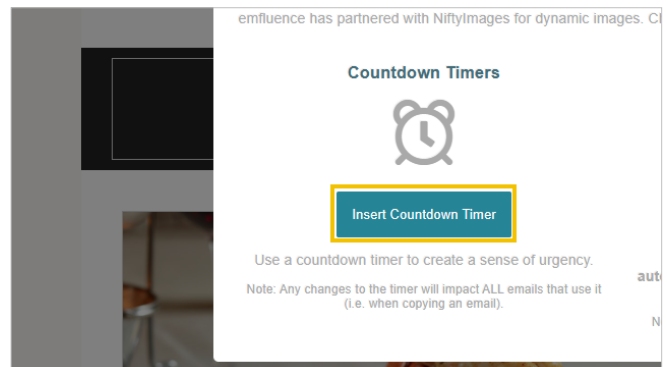 emfluence has partnered with NiftyImages for dynamic images.
Countdown Timers
Insert Countdown Timer
Use a countdown timer to create a sense of urgency.
Note: Any changes to the timer will impact ALL emails that use it
(i.e. when copying an email).